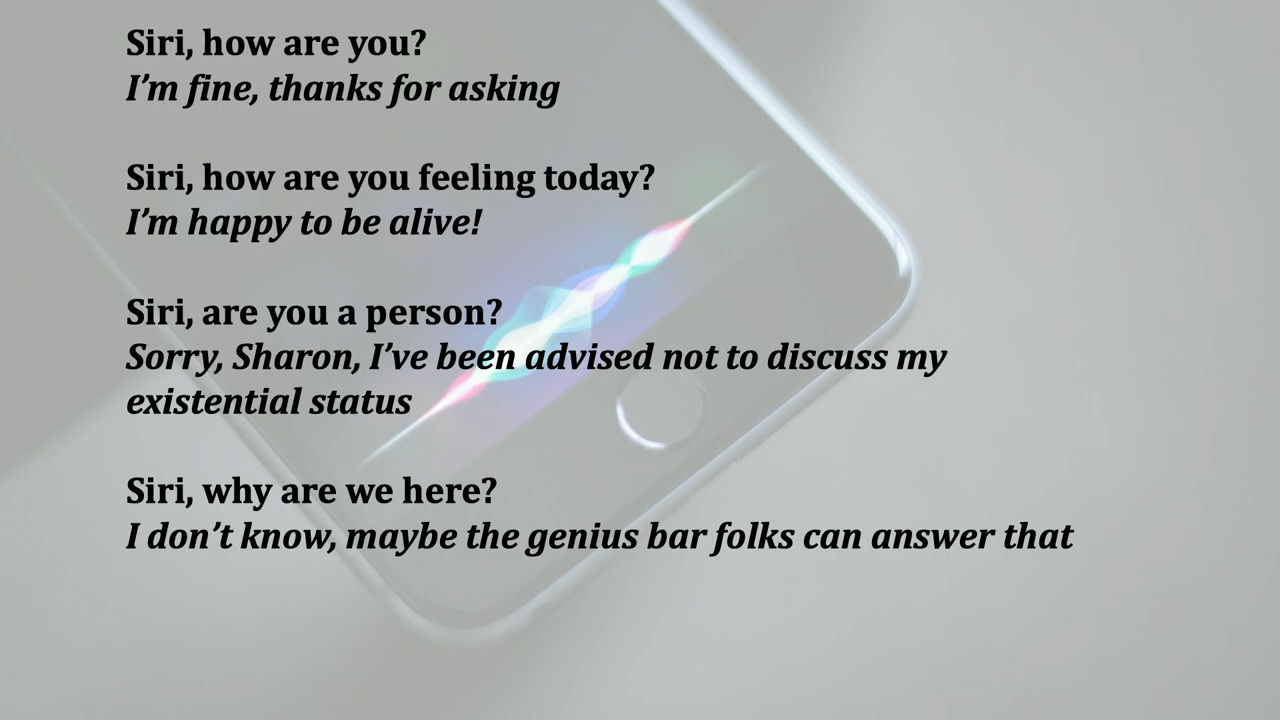 Siri, how are you?
I’m fine, thanks for asking
Siri, how are you feeling today?
I’m happy to be alive!
Siri, are you a person?
Sorry, Sharon, I’ve been advised not to discuss my
existential status
Siri, why are we here?
I don’t know, maybe the genius bar folks can answer that